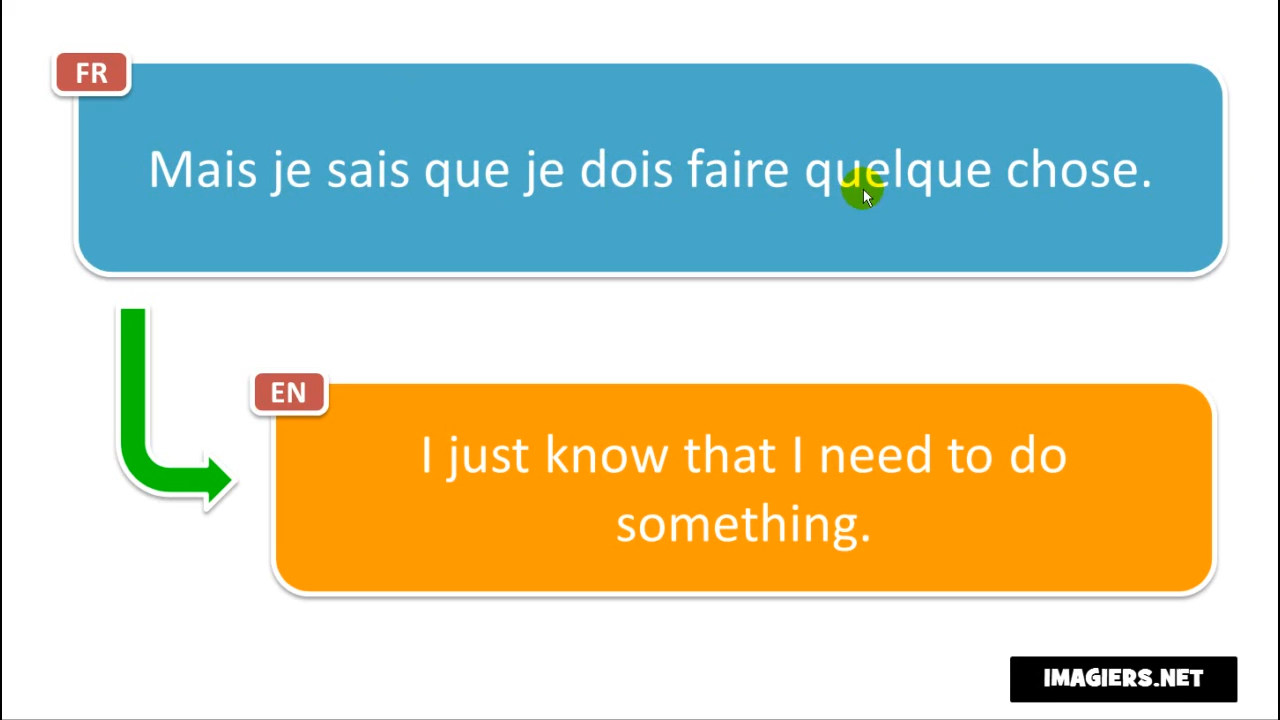 FR
Mais je sais que je dois faire quelque chose.
EN
I just know that I need to do
something.
IMAGIERS.NET